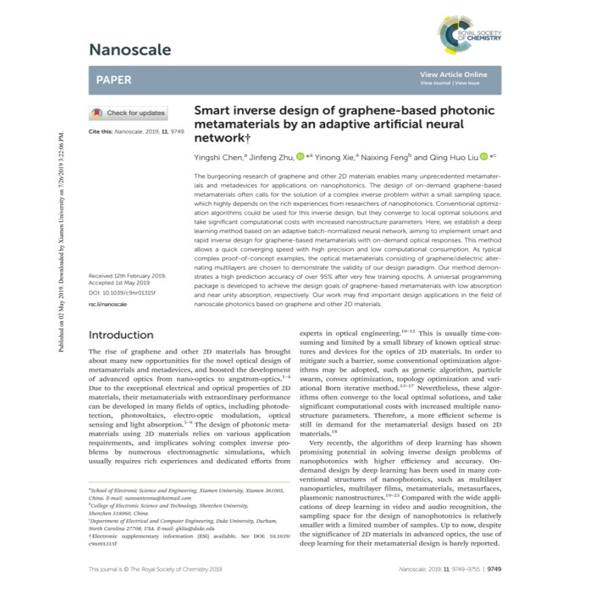 ROYAL SOCIETY
OF CHEMISTRY
Nanoscale
PAPER
View Article Online
View Journal | View Issue
Check for updates
Cite this: Nanoscale, 2019, 11, 9749
Received 12th February 2019,
Accepted 1st May 2019
DOI: 10.1039/c9nr01315f
rsc.li/nanoscale
Smart inverse design of graphene-based photonic
metamaterials by an adaptive artificial neural
network†
Yingshi Chen,ᵃ Jinfeng Zhu, *ᵃ Yinong Xie,ᵃ Naixing Fengᵇ and Qing Huo Liu *ᶜ
The burgeoning research of graphene and other 2D materials enables many unprecedented metamater-
ials and metadevices for applications on nanophotonics. The design of on-demand graphene-based
metamaterials often calls for the solution of a complex inverse problem within a small sampling space,
which highly depends on the rich experiences from researchers of nanophotonics. Conventional optimiz-
ation algorithms could be used for this inverse design, but they converge to local optimal solutions and
take significant computational costs with increased nanostructure parameters. Here, we establish a deep
learning method based on an adaptive batch-normalized neural network, aiming to implement smart and
rapid inverse design for graphene-based metamaterials with on-demand optical responses. This method
allows a quick converging speed with high precision and low computational consumption. As typical
complex proof-of-concept examples, the optical metamaterials consisting of graphene/dielectric alter-
nating multilayers are chosen to demonstrate the validity of our design paradigm. Our method demon-
strates a high prediction accuracy of over 95% after very few training epochs. A universal programming
package is developed to achieve the design goals of graphene-based metamaterials with low absorption
and near unity absorption, respectively. Our work may find important design applications in the field of
nanoscale photonics based on graphene and other 2D materials.
Introduction
The rise of graphene and other 2D materials has brought
about many new opportunities for the novel optical design of
metamaterials and metadevices, and boosted the development
of advanced optics from nano-optics to angstrom-optics.¹⁻⁴
Due to the exceptional electrical and optical properties of 2D
materials, their metamaterials with extraordinary performance
can be developed in many fields of optics, including photode-
tection, photovoltaics, electro-optic modulation, optical
sensing and light absorption.⁵⁻⁹ The design of photonic meta-
materials using 2D materials relies on various application
requirements, and implicates solving complex inverse pro-
blems by numerous electromagnetic simulations, which
usually requires rich experiences and dedicated efforts from
experts in optical engineering.¹⁰⁻¹² This is usually time-con-
suming and limited by a small library of known optical struc-
tures and devices for the optics of 2D materials. In order to
mitigate such a barrier, some conventional optimization algor-
ithms may be adopted, such as genetic algorithm, particle
swarm, convex optimization, topology optimization and vari-
ational Born iterative method.¹³⁻¹⁷ Nevertheless, these algor-
ithms often converge to the local optimal solutions, and take
significant computational costs with increased multiple nano-
structure parameters. Therefore, a more efficient scheme is
still in demand for the metamaterial design based on 2D
materials.¹⁸
Very recently, the algorithm of deep learning has shown
promising potential in solving inverse design problems of
nanophotonics with higher efficiency and accuracy. On-
demand design by deep learning has been used in many con-
ventional structures of nanophotonics, such as multilayer
nanoparticles, multilayer films, metamaterials, metasurfaces,
plasmonic nanostructures.¹⁹⁻²⁵ Compared with the wide appli-
cations of deep learning in video and audio recognition, the
sampling space for the design of nanophotonics is relatively
smaller with a limited number of samples. Up to now, despite
the significance of 2D materials in advanced optics, the use of
deep learning for their metamaterial design is barely reported.
ᵃSchool of Electronic Science and Engineering, Xiamen University, Xiamen 361005,
China. E-mail: nanoantenna@hotmail.com
ᵇCollege of Electronic Science and Technology, Shenzhen University,
Shenzhen 518060, China
ᶜDepartment of Electrical and Computer Engineering, Duke University, Durham,
North Carolina 27708, USA. E-mail: qhliu@duke.edu
† Electronic supplementary information (ESI) available. See DOI: 10.1039/
c9nr01315f
This journal is © The Royal Society of Chemistry 2019
Nanoscale, 2019, 11, 9749–9755 | 9749
Published on 02 May 2019. Downloaded by Xiamen University on 7/26/2019 3:22:06 PM.